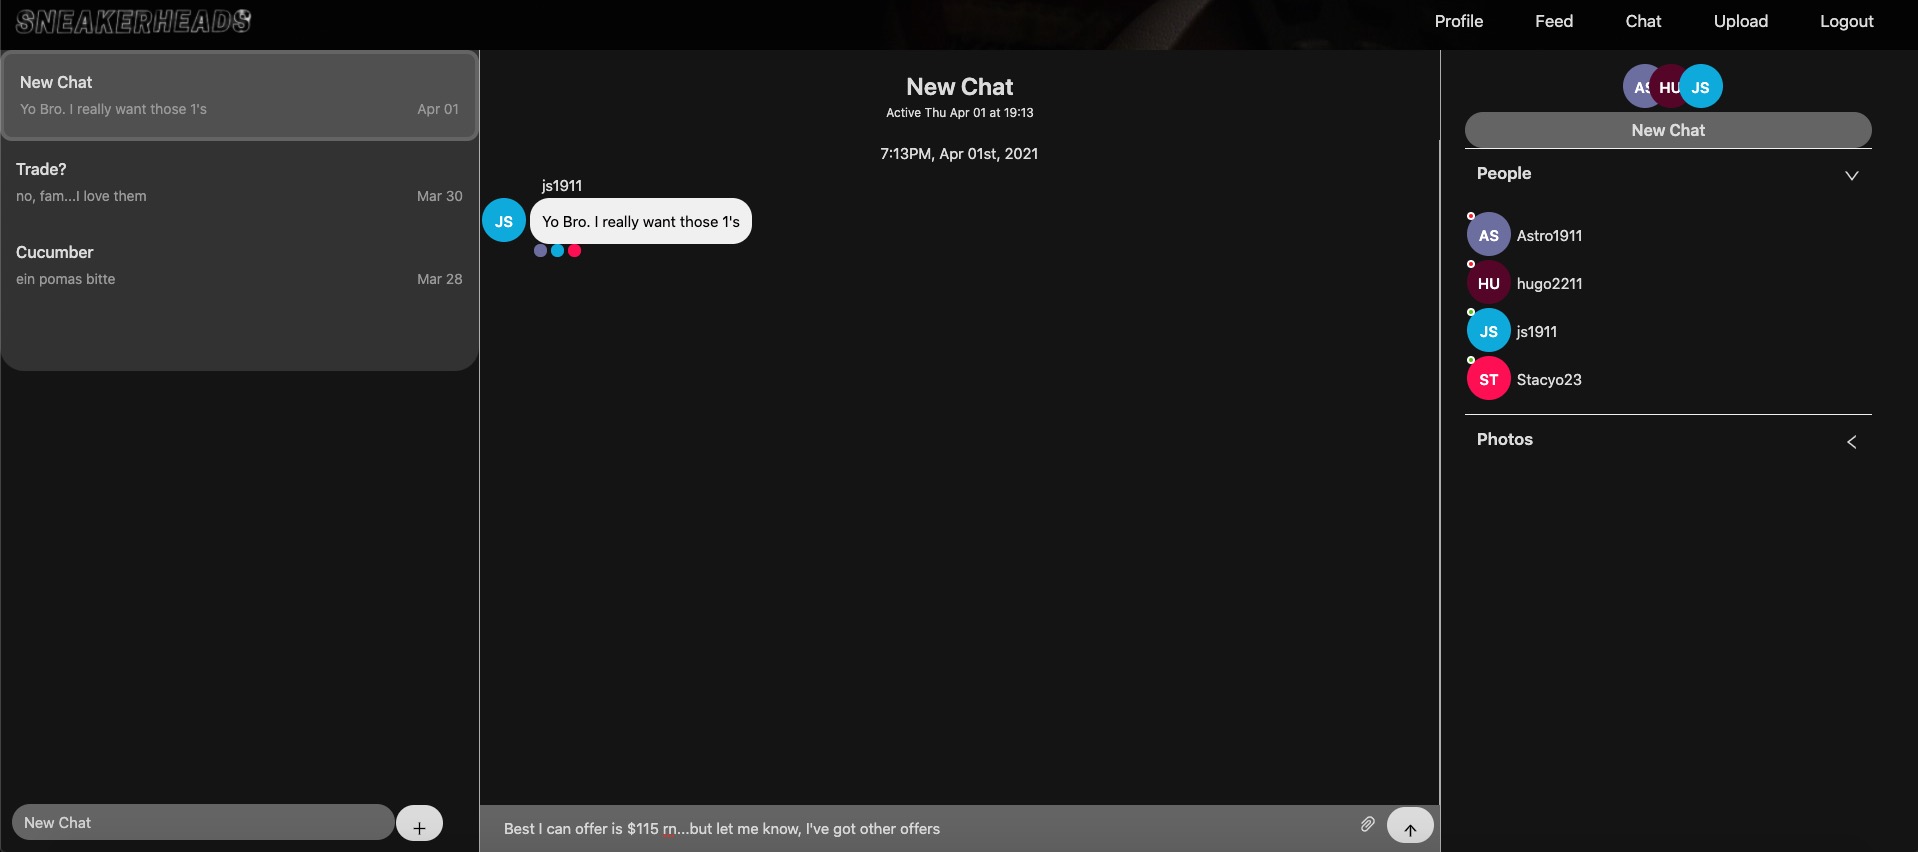 SNEAKERHEADS
Profile Feed Chat Upload Logout
New Chat
Yo Bro. I really want those 1's Apr 01
Trade?
no, fam...I love them Mar 30
Cucumber
ein pomas bitte Mar 28
New Chat
New Chat
Active Thu Apr 01 at 19:13
7:13PM, Apr 01st, 2021
js1911
JS Yo Bro. I really want those 1's
Best I can offer is $115 rn...but let me know, I've got other offers
AS HU JS
New Chat
People
AS Astro1911
HU hugo2211
JS js1911
ST Stacyo23
Photos